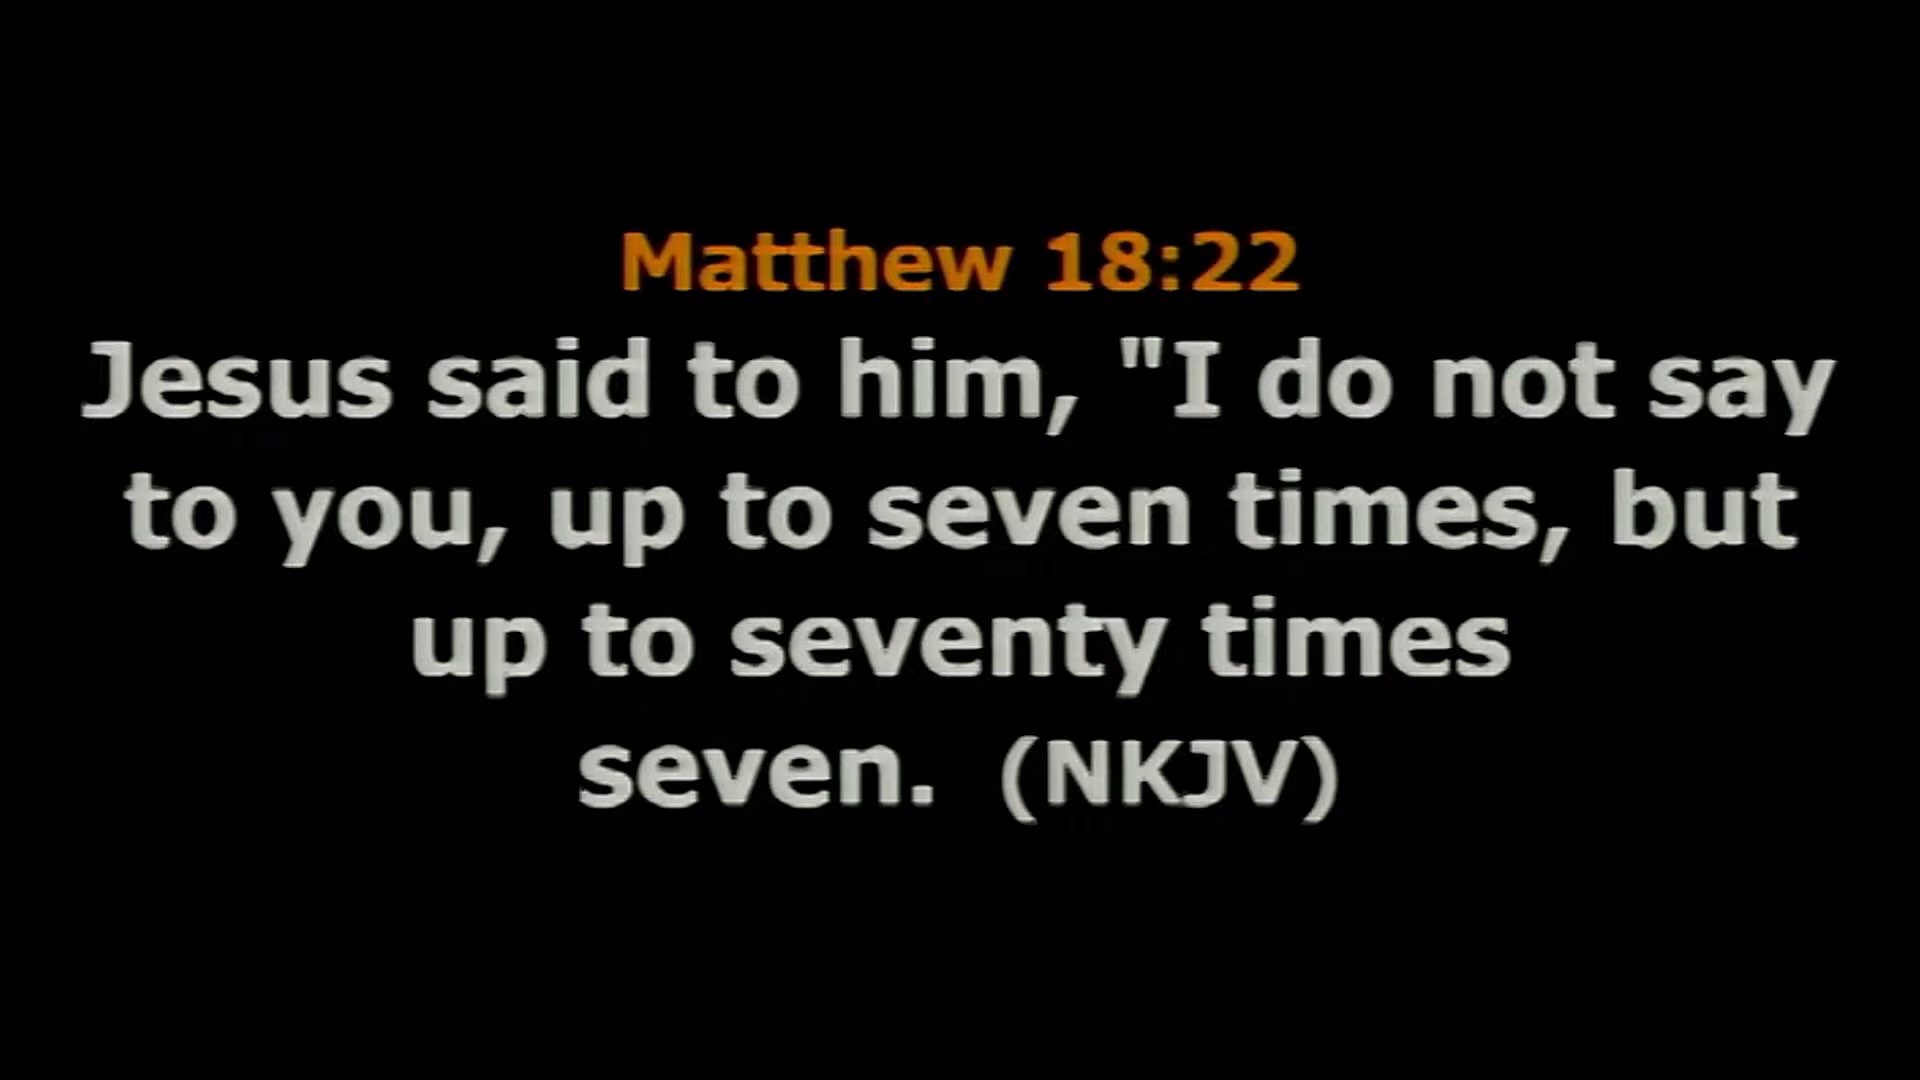 Matthew 18:22
Jesus said to him, "I do not say
to you, up to seven times, but
up to seventy times
seven.  (NKJV)